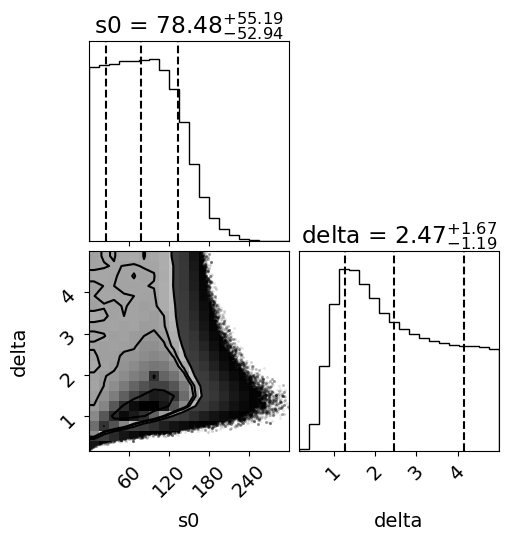 s0 = 78.48+55.19
−52.94
delta = 2.47+1.67
−1.19
4
3
2
1
delta
60
120
180
240
s0
1
2
3
4
delta